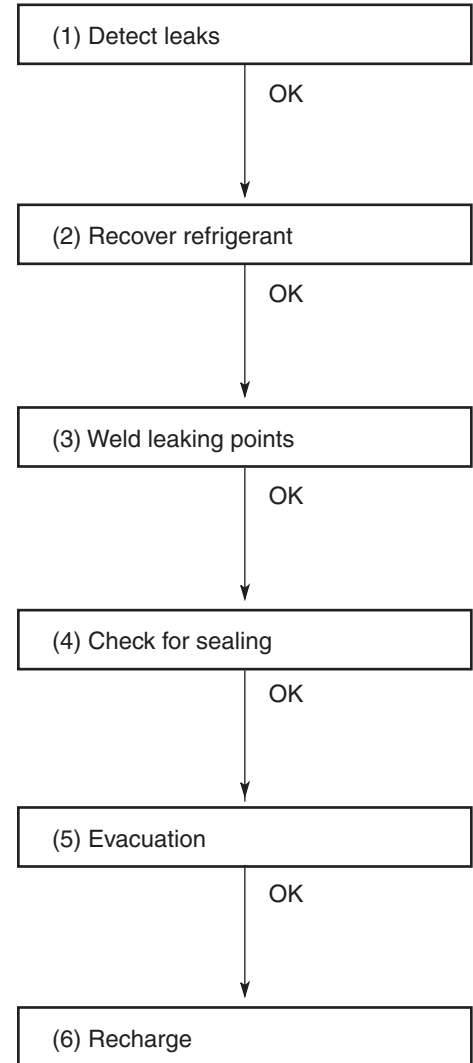 (1) Detect leaks
OK
(2) Recover refrigerant
OK
(3) Weld leaking points
OK
(4) Check for sealing
OK
(5) Evacuation
OK
(6) Recharge